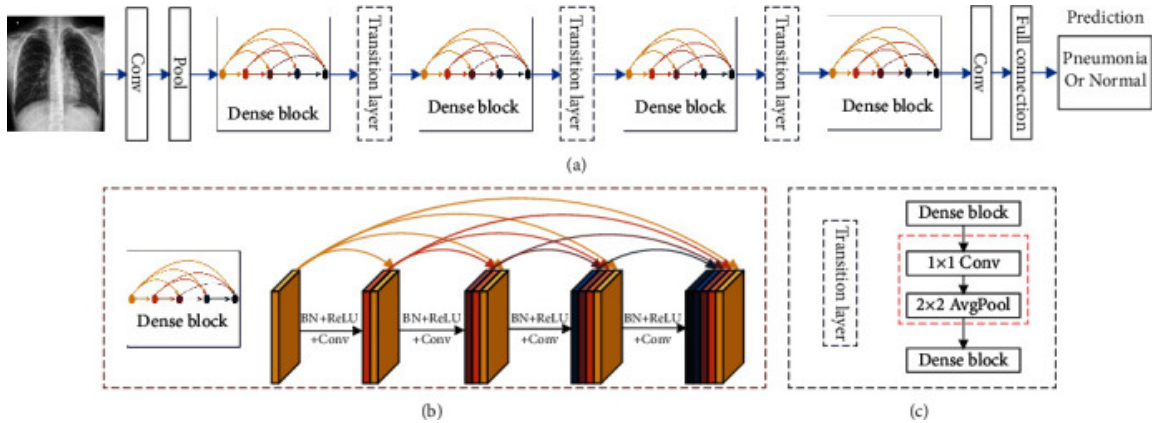 Conv
Pool
Dense block
Transition layer
Dense block
Transition layer
Dense block
Transition layer
Dense block
Conv
Full connection
Prediction
Pneumonia
Or Normal
(a)
Dense block
BN+ReLU
+Conv
BN+ReLU
+Conv
BN+ReLU
+Conv
BN+ReLU
+Conv
(b)
Transition layer
Dense block
1×1 Conv
2×2 AvgPool
Dense block
(c)